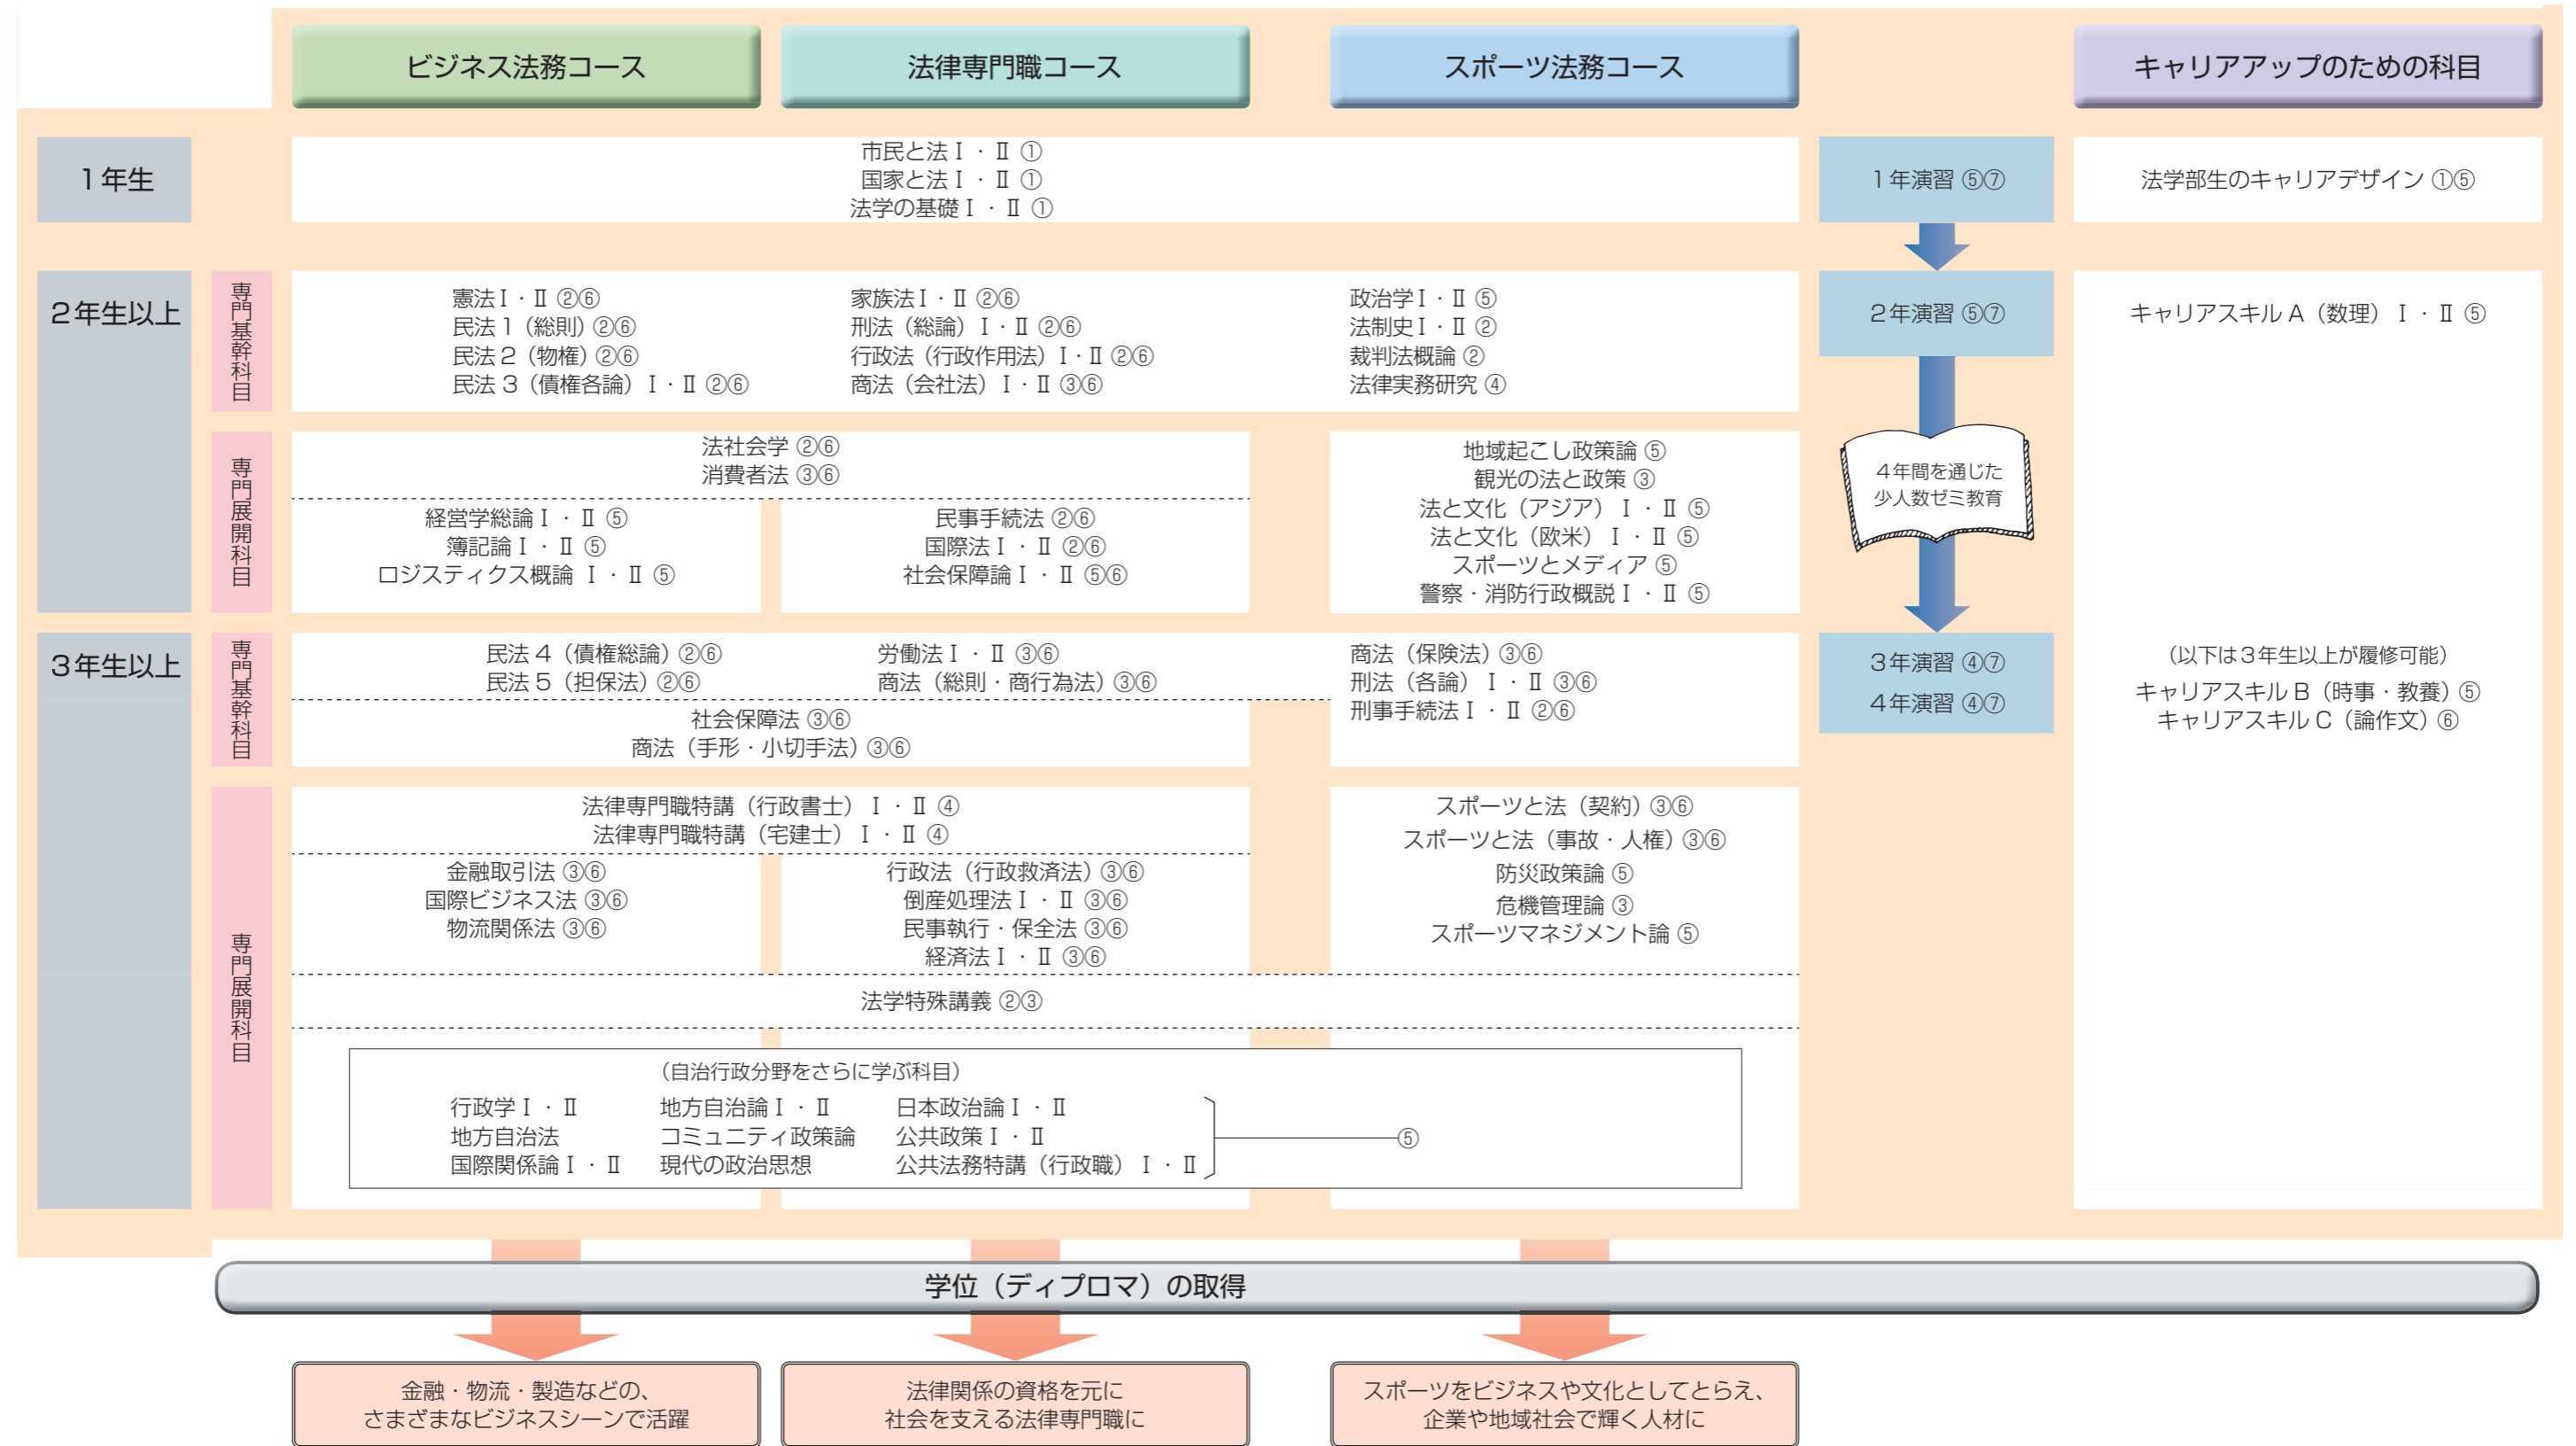 ビジネス法務コース
法律専門職コース
スポーツ法務コース
キャリアアップのための科目
1年生
市民と法Ⅰ・Ⅱ ①
国家と法Ⅰ・Ⅱ ①
法学の基礎Ⅰ・Ⅱ ①
1年演習 ⑤⑦
法学部生のキャリアデザイン ①⑤
2年生以上
専門基幹科目
憲法Ⅰ・Ⅱ ②⑥
民法1（総則）②⑥
民法2（物権）②⑥
民法3（債権各論）Ⅰ・Ⅱ ②⑥
家族法Ⅰ・Ⅱ ②⑥
刑法（総論）Ⅰ・Ⅱ ②⑥
行政法（行政作用法）Ⅰ・Ⅱ ②⑥
商法（会社法）Ⅰ・Ⅱ ③⑥
政治学Ⅰ・Ⅱ ⑤
法制史Ⅰ・Ⅱ ②
裁判法概論 ②
法律実務研究 ④
2年演習 ⑤⑦
キャリアスキルA（数理）Ⅰ・Ⅱ ⑤
専門展開科目
法社会学 ②⑥
消費者法 ③⑥
経営学総論Ⅰ・Ⅱ ⑤
簿記論Ⅰ・Ⅱ ⑤
ロジスティクス概論 Ⅰ・Ⅱ ⑤
民事手続法 ②⑥
国際法Ⅰ・Ⅱ ②⑥
社会保障論Ⅰ・Ⅱ ⑤⑥
地域起こし政策論 ⑤
観光の法と政策 ③
法と文化（アジア）Ⅰ・Ⅱ ⑤
法と文化（欧米）Ⅰ・Ⅱ ⑤
スポーツとメディア ⑤
警察・消防行政概説Ⅰ・Ⅱ ⑤
4年間を通じた
少人数ゼミ教育
3年生以上
専門基幹科目
民法4（債権総論）②⑥
民法5（担保法）②⑥
労働法Ⅰ・Ⅱ ③⑥
商法（総則・商行為法）③⑥
商法（保険法）③⑥
刑法（各論）Ⅰ・Ⅱ ③⑥
刑事手続法Ⅰ・Ⅱ ②⑥
社会保障法 ③⑥
商法（手形・小切手法）③⑥
3年演習 ④⑦
4年演習 ④⑦
（以下は3年生以上が履修可能）
キャリアスキルB（時事・教養）⑤
キャリアスキルC（論作文）⑥
専門展開科目
法律専門職特講（行政書士）Ⅰ・Ⅱ ④
法律専門職特講（宅建士）Ⅰ・Ⅱ ④
金融取引法 ③⑥
国際ビジネス法 ③⑥
物流関係法 ③⑥
行政法（行政救済法）③⑥
倒産処理法Ⅰ・Ⅱ ③⑥
民事執行・保全法 ③⑥
経済法Ⅰ・Ⅱ ③⑥
スポーツと法（契約）③⑥
スポーツと法（事故・人権）③⑥
防災政策論 ⑤
危機管理論 ③
スポーツマネジメント論 ⑤
法学特殊講義 ②③
（自治行政分野をさらに学ぶ科目）
行政学Ⅰ・Ⅱ
地方自治法
国際関係論Ⅰ・Ⅱ
地方自治論Ⅰ・Ⅱ
コミュニティ政策論
現代の政治思想
日本政治論Ⅰ・Ⅱ
公共政策Ⅰ・Ⅱ
公共法務特講（行政職）Ⅰ・Ⅱ
⑤
学位（ディプロマ）の取得
金融・物流・製造などの、
さまざまなビジネスシーンで活躍
法律関係の資格を元に
社会を支える法律専門職に
スポーツをビジネスや文化としてとらえ、
企業や地域社会で輝く人材に